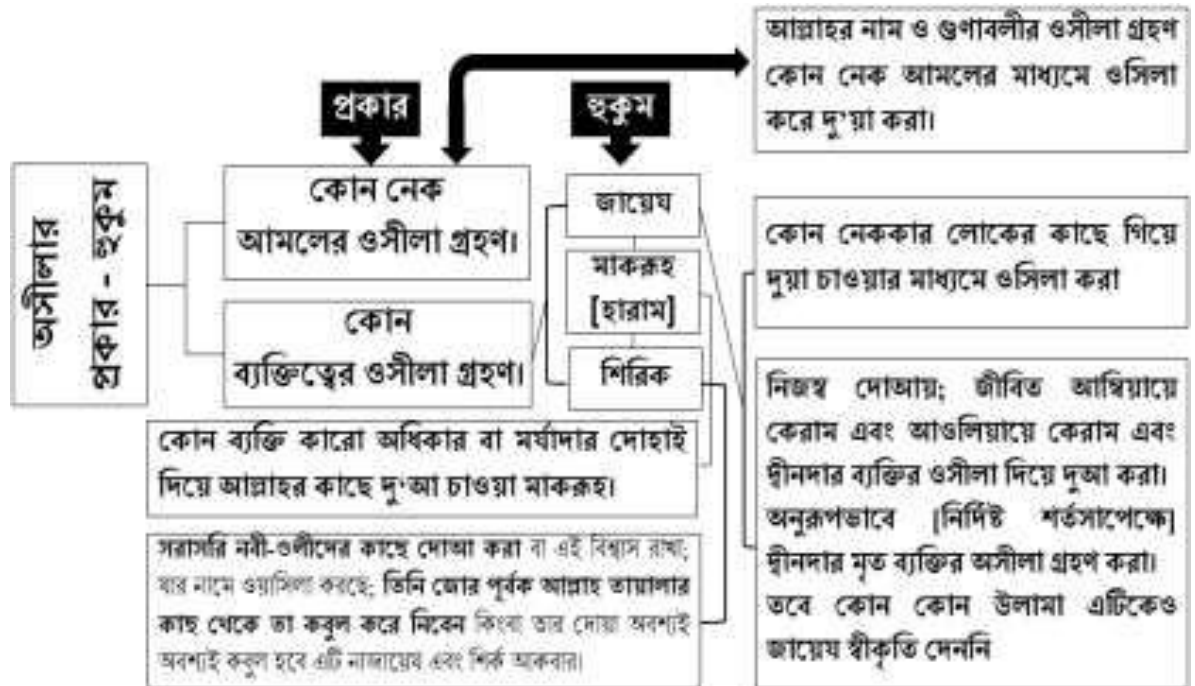 অসীলার
প্রকার - হুকুম
প্রকার
কোন নেক
আমলের ওসীলা গ্রহণ।
কোন
ব্যক্তিত্বের ওসীলা গ্রহণ।
হুকুম
জায়েয
মাকরূহ
[হারাম]
শিরিক
আল্লাহর নাম ও গুণাবলীর ওসীলা গ্রহণ
কোন নেক আমলের মাধ্যমে ওসিলা
করে দু'য়া করা।
কোন নেককার লোকের কাছে গিয়ে
দুয়া চাওয়ার মাধ্যমে ওসিলা করা
নিজস্ব দোআয়; জীবিত আম্বিয়ায়ে
কেরাম এবং আওলিয়ায়ে কেরাম এবং
দ্বীনদার ব্যক্তির ওসীলা দিয়ে দুআ করা।
অনুরূপভাবে [নির্দিষ্ট শর্তসাপেক্ষে]
দ্বীনদার মৃত ব্যক্তির অসীলা গ্রহণ করা।
তবে কোন কোন উলামা এটিকেও
জায়েয স্বীকৃতি দেননি
কোন ব্যক্তি কারো অধিকার বা মর্যাদার দোহাই
দিয়ে আল্লাহর কাছে দু'আ চাওয়া মাকরূহ।
সরাসরি নবী-ওলীদের কাছে দোআ করা বা এই বিশ্বাস রাখা;
যার নামে ওয়াসিলা করছে; তিনি জোর পূর্বক আল্লাহ তায়ালার
কাছ থেকে তা কবুল করে নিবেন কিংবা তার দোয়া অবশ্যই
অবশ্যই কবুল হবে এটি নাজায়েয এবং শির্ক আকবার।